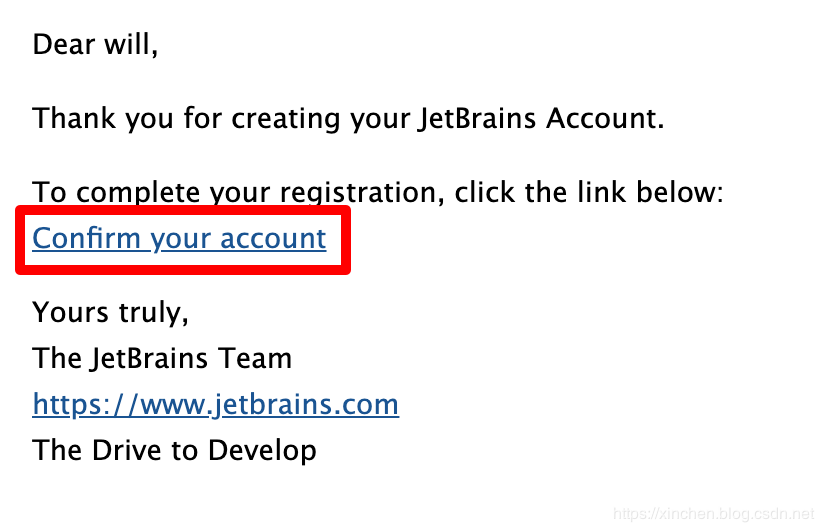 Dear will,
Thank you for creating your JetBrains Account.
To complete your registration, click the link below:
Confirm your account
Yours truly,
The JetBrains Team
https://www.jetbrains.com
The Drive to Develop
https://xinchen.blog.csdn.net